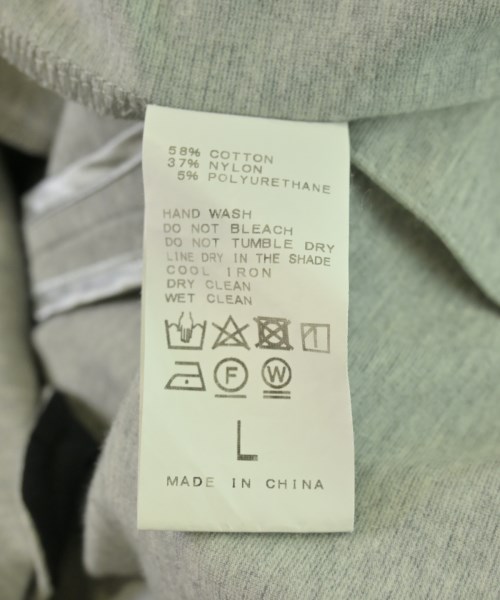 58% COTTON
37% NYLON
5% POLYURETHANE
HAND WASH
DO NOT BLEACH
DO NOT TUMBLE DRY
LINE DRY IN THE SHADE
COOL IRON
DRY CLEAN
WET CLEAN
F W
L
MADE IN CHINA